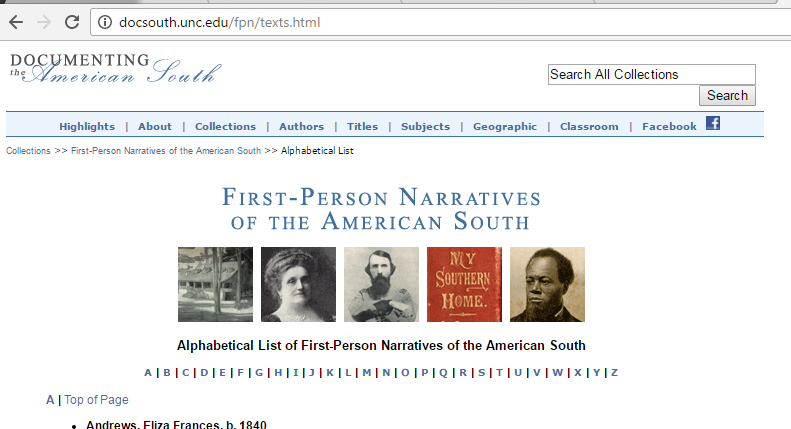 docsouth.unc.edu/fpn/texts.html
DOCUMENTING
the American South
Search All Collections
Search
Highlights | About | Collections | Authors | Titles | Subjects | Geographic | Classroom | Facebook f
Collections >> First-Person Narratives of the American South >> Alphabetical List
FIRST-PERSON NARRATIVES
OF THE AMERICAN SOUTH
MY
SOUTHERN
HOME.
Alphabetical List of First-Person Narratives of the American South
A | B | C | D | E | F | G | H | I | J | K | L | M | N | O | P | Q | R | S | T | U | V | W | X | Y | Z
A | Top of Page
• Andrews, Eliza Frances, b. 1840